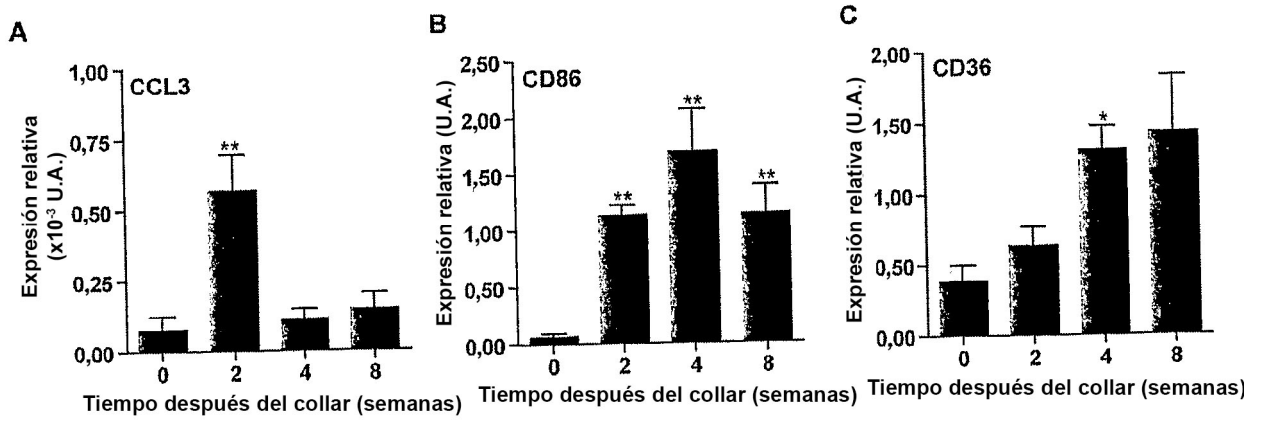 A
CCL3
Expresión relativa
(x10⁻³ U.A.)
1,00
0,75
0,50
0,25
0,00
**
0 2 4 8
Tiempo después del collar (semanas)
B
CD86
Expresión relativa (U.A.)
2,50
2,00
1,50
1,00
0,50
0,00
** ** **
0 2 4 8
Tiempo después del collar (semanas)
C
CD36
Expresión relativa (U.A.)
2,00
1,50
1,00
0,50
0,00
*
0 2 4 8
Tiempo después del collar (semanas)